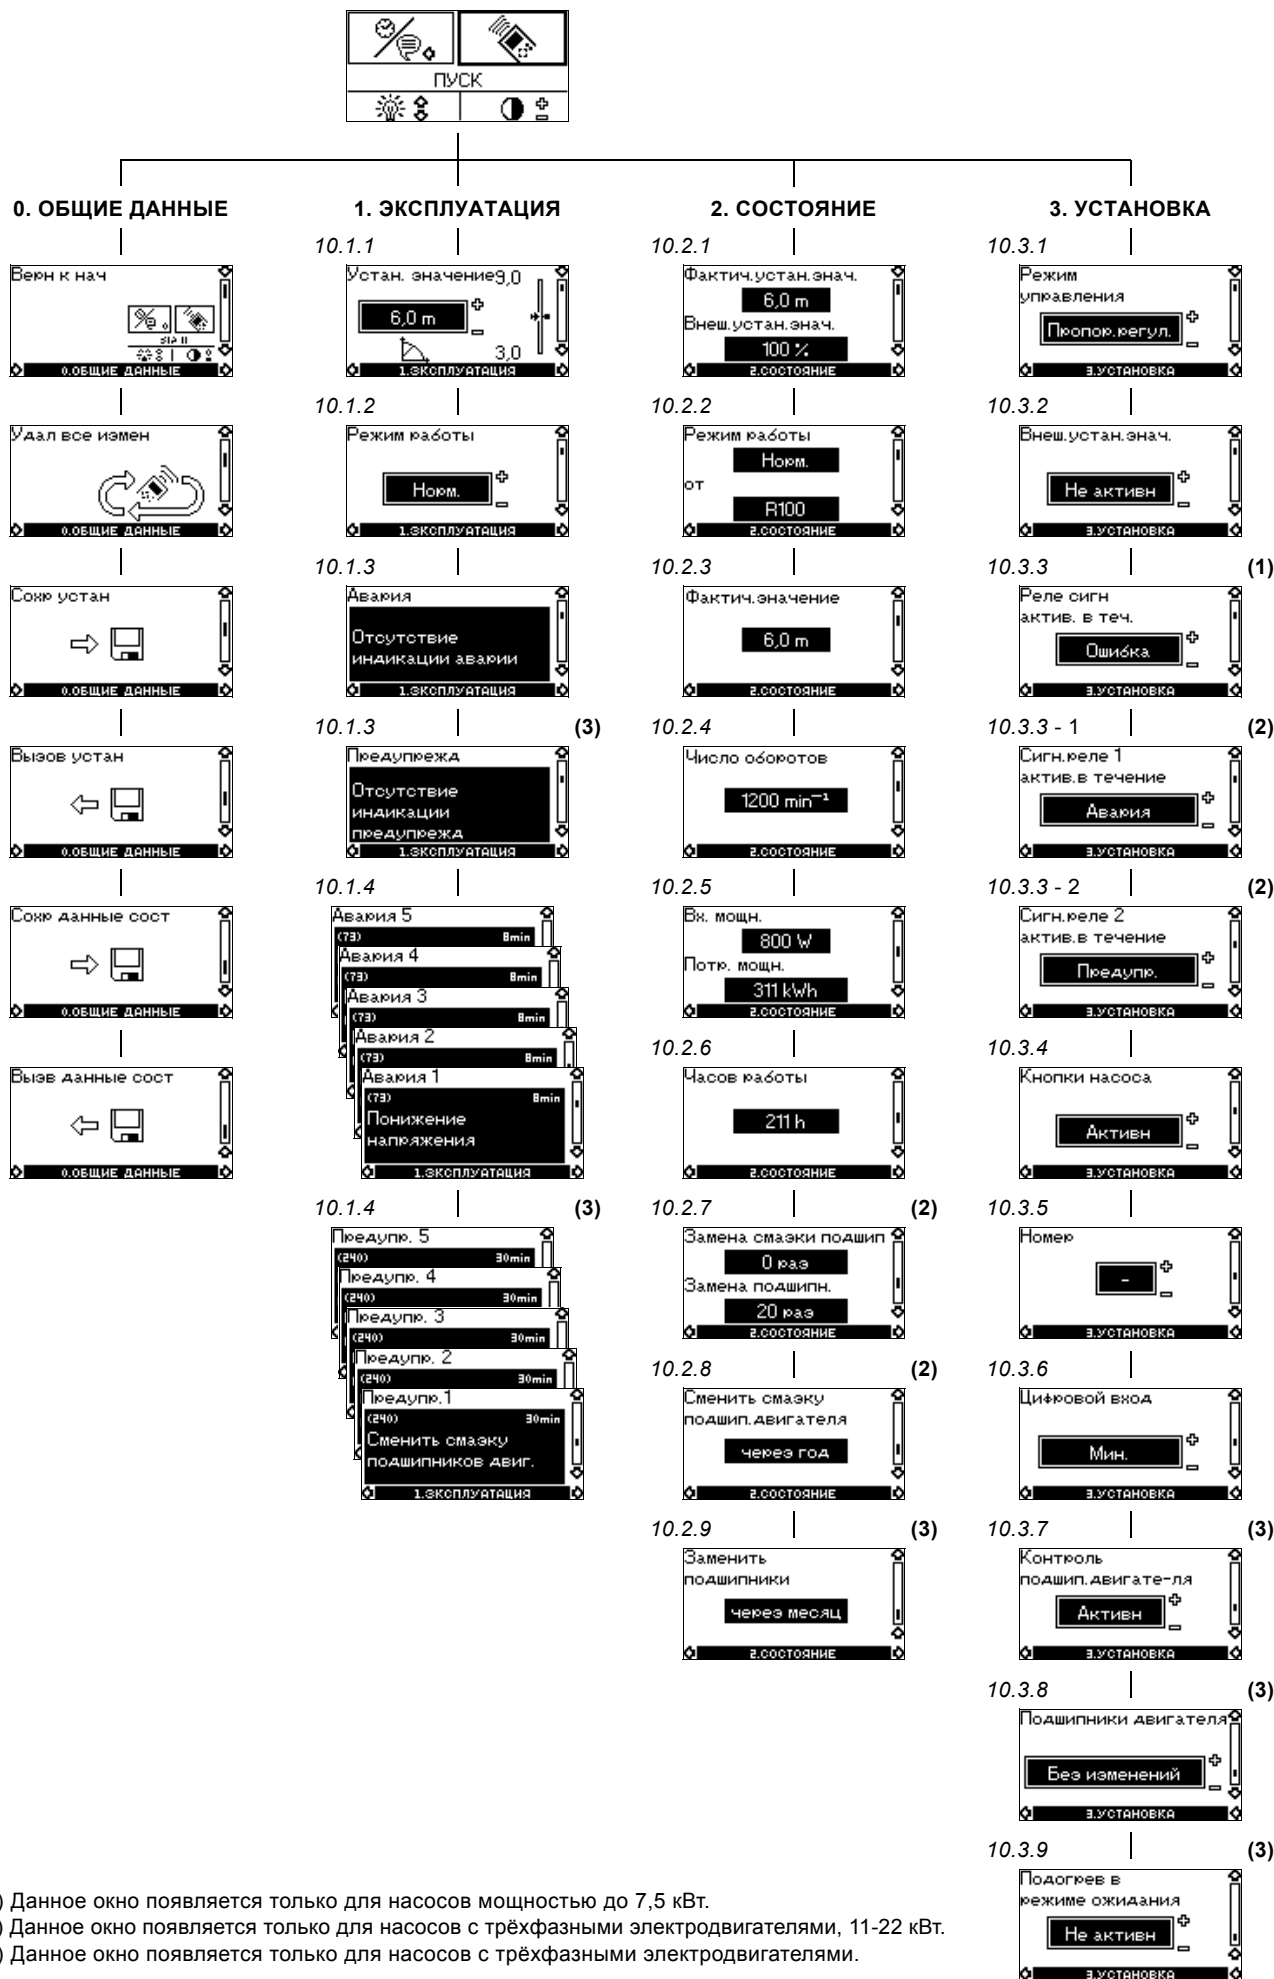 ПУСК
0. ОБЩИЕ ДАННЫЕ
Верн к нач
0.ОБЩИЕ ДАННЫЕ
Удал все измен
0.ОБЩИЕ ДАННЫЕ
Сохр устан
0.ОБЩИЕ ДАННЫЕ
Вызов устан
0.ОБЩИЕ ДАННЫЕ
Сохр данные сост
0.ОБЩИЕ ДАННЫЕ
Вызв данные сост
0.ОБЩИЕ ДАННЫЕ
1. ЭКСПЛУАТАЦИЯ
10.1.1
Устан. значение 9,0
6,0 m
3,0
1.ЭКСПЛУАТАЦИЯ
10.1.2
Режим работы
Норм.
1.ЭКСПЛУАТАЦИЯ
10.1.3
Авария
Отсутствие
индикации аварии
1.ЭКСПЛУАТАЦИЯ
10.1.3 (3)
Предупрежд
Отсутствие
индикации
предупрежд
1.ЭКСПЛУАТАЦИЯ
10.1.4
Авария 5
(73) 8min
Авария 4
(73) 8min
Авария 3
(73) 8min
Авария 2
(73) 8min
Авария 1
(73) 8min
Понижение
напряжения
1.ЭКСПЛУАТАЦИЯ
10.1.4 (3)
Предупр. 5
(240) 30min
Предупр. 4
(240) 30min
Предупр. 3
(240) 30min
Предупр. 2
(240) 30min
Предупр.1
(240) 30min
Сменить смазку
подшипников двиг.
1.ЭКСПЛУАТАЦИЯ
2. СОСТОЯНИЕ
10.2.1
Фактич.устан.знач.
6,0 m
Внеш.устан.знач.
100 %
2.СОСТОЯНИЕ
10.2.2
Режим работы
Норм.
от
R100
2.СОСТОЯНИЕ
10.2.3
Фактич.значение
6,0 m
2.СОСТОЯНИЕ
10.2.4
Число оборотов
1200 min⁻¹
2.СОСТОЯНИЕ
10.2.5
Вх. мощн.
800 W
Потр. мощн.
311 kWh
2.СОСТОЯНИЕ
10.2.6
Часов работы
211 h
2.СОСТОЯНИЕ
10.2.7 (2)
Замена смазки подшип
0 раз
Замена подшипн.
20 раз
2.СОСТОЯНИЕ
10.2.8 (2)
Сменить смазку
подшип.двигателя
через год
2.СОСТОЯНИЕ
10.2.9 (3)
Заменить
подшипники
через месяц
2.СОСТОЯНИЕ
3. УСТАНОВКА
10.3.1
Режим
управления
Пропор.регул.
3.УСТАНОВКА
10.3.2
Внеш.устан.знач.
Не активн
3.УСТАНОВКА
10.3.3 (1)
Реле сигн
актив. в теч.
Ошибка
3.УСТАНОВКА
10.3.3 - 1 (2)
Сигн.реле 1
актив.в течение
Авария
3.УСТАНОВКА
10.3.3 - 2 (2)
Сигн.реле 2
актив.в течение
Предупр.
3.УСТАНОВКА
10.3.4
Кнопки насоса
Активн
3.УСТАНОВКА
10.3.5
Номер
-
3.УСТАНОВКА
10.3.6
Цифровой вход
Мин.
3.УСТАНОВКА
10.3.7 (3)
Контроль
подшип.двигате-ля
Активн
3.УСТАНОВКА
10.3.8 (3)
Подшипники двигателя
Без изменений
3.УСТАНОВКА
10.3.9 (3)
Подогрев в
режиме ожидания
Не активн
3.УСТАНОВКА
) Данное окно появляется только для насосов мощностью до 7,5 кВт.
) Данное окно появляется только для насосов с трёхфазными электродвигателями, 11-22 кВт.
) Данное окно появляется только для насосов с трёхфазными электродвигателями.